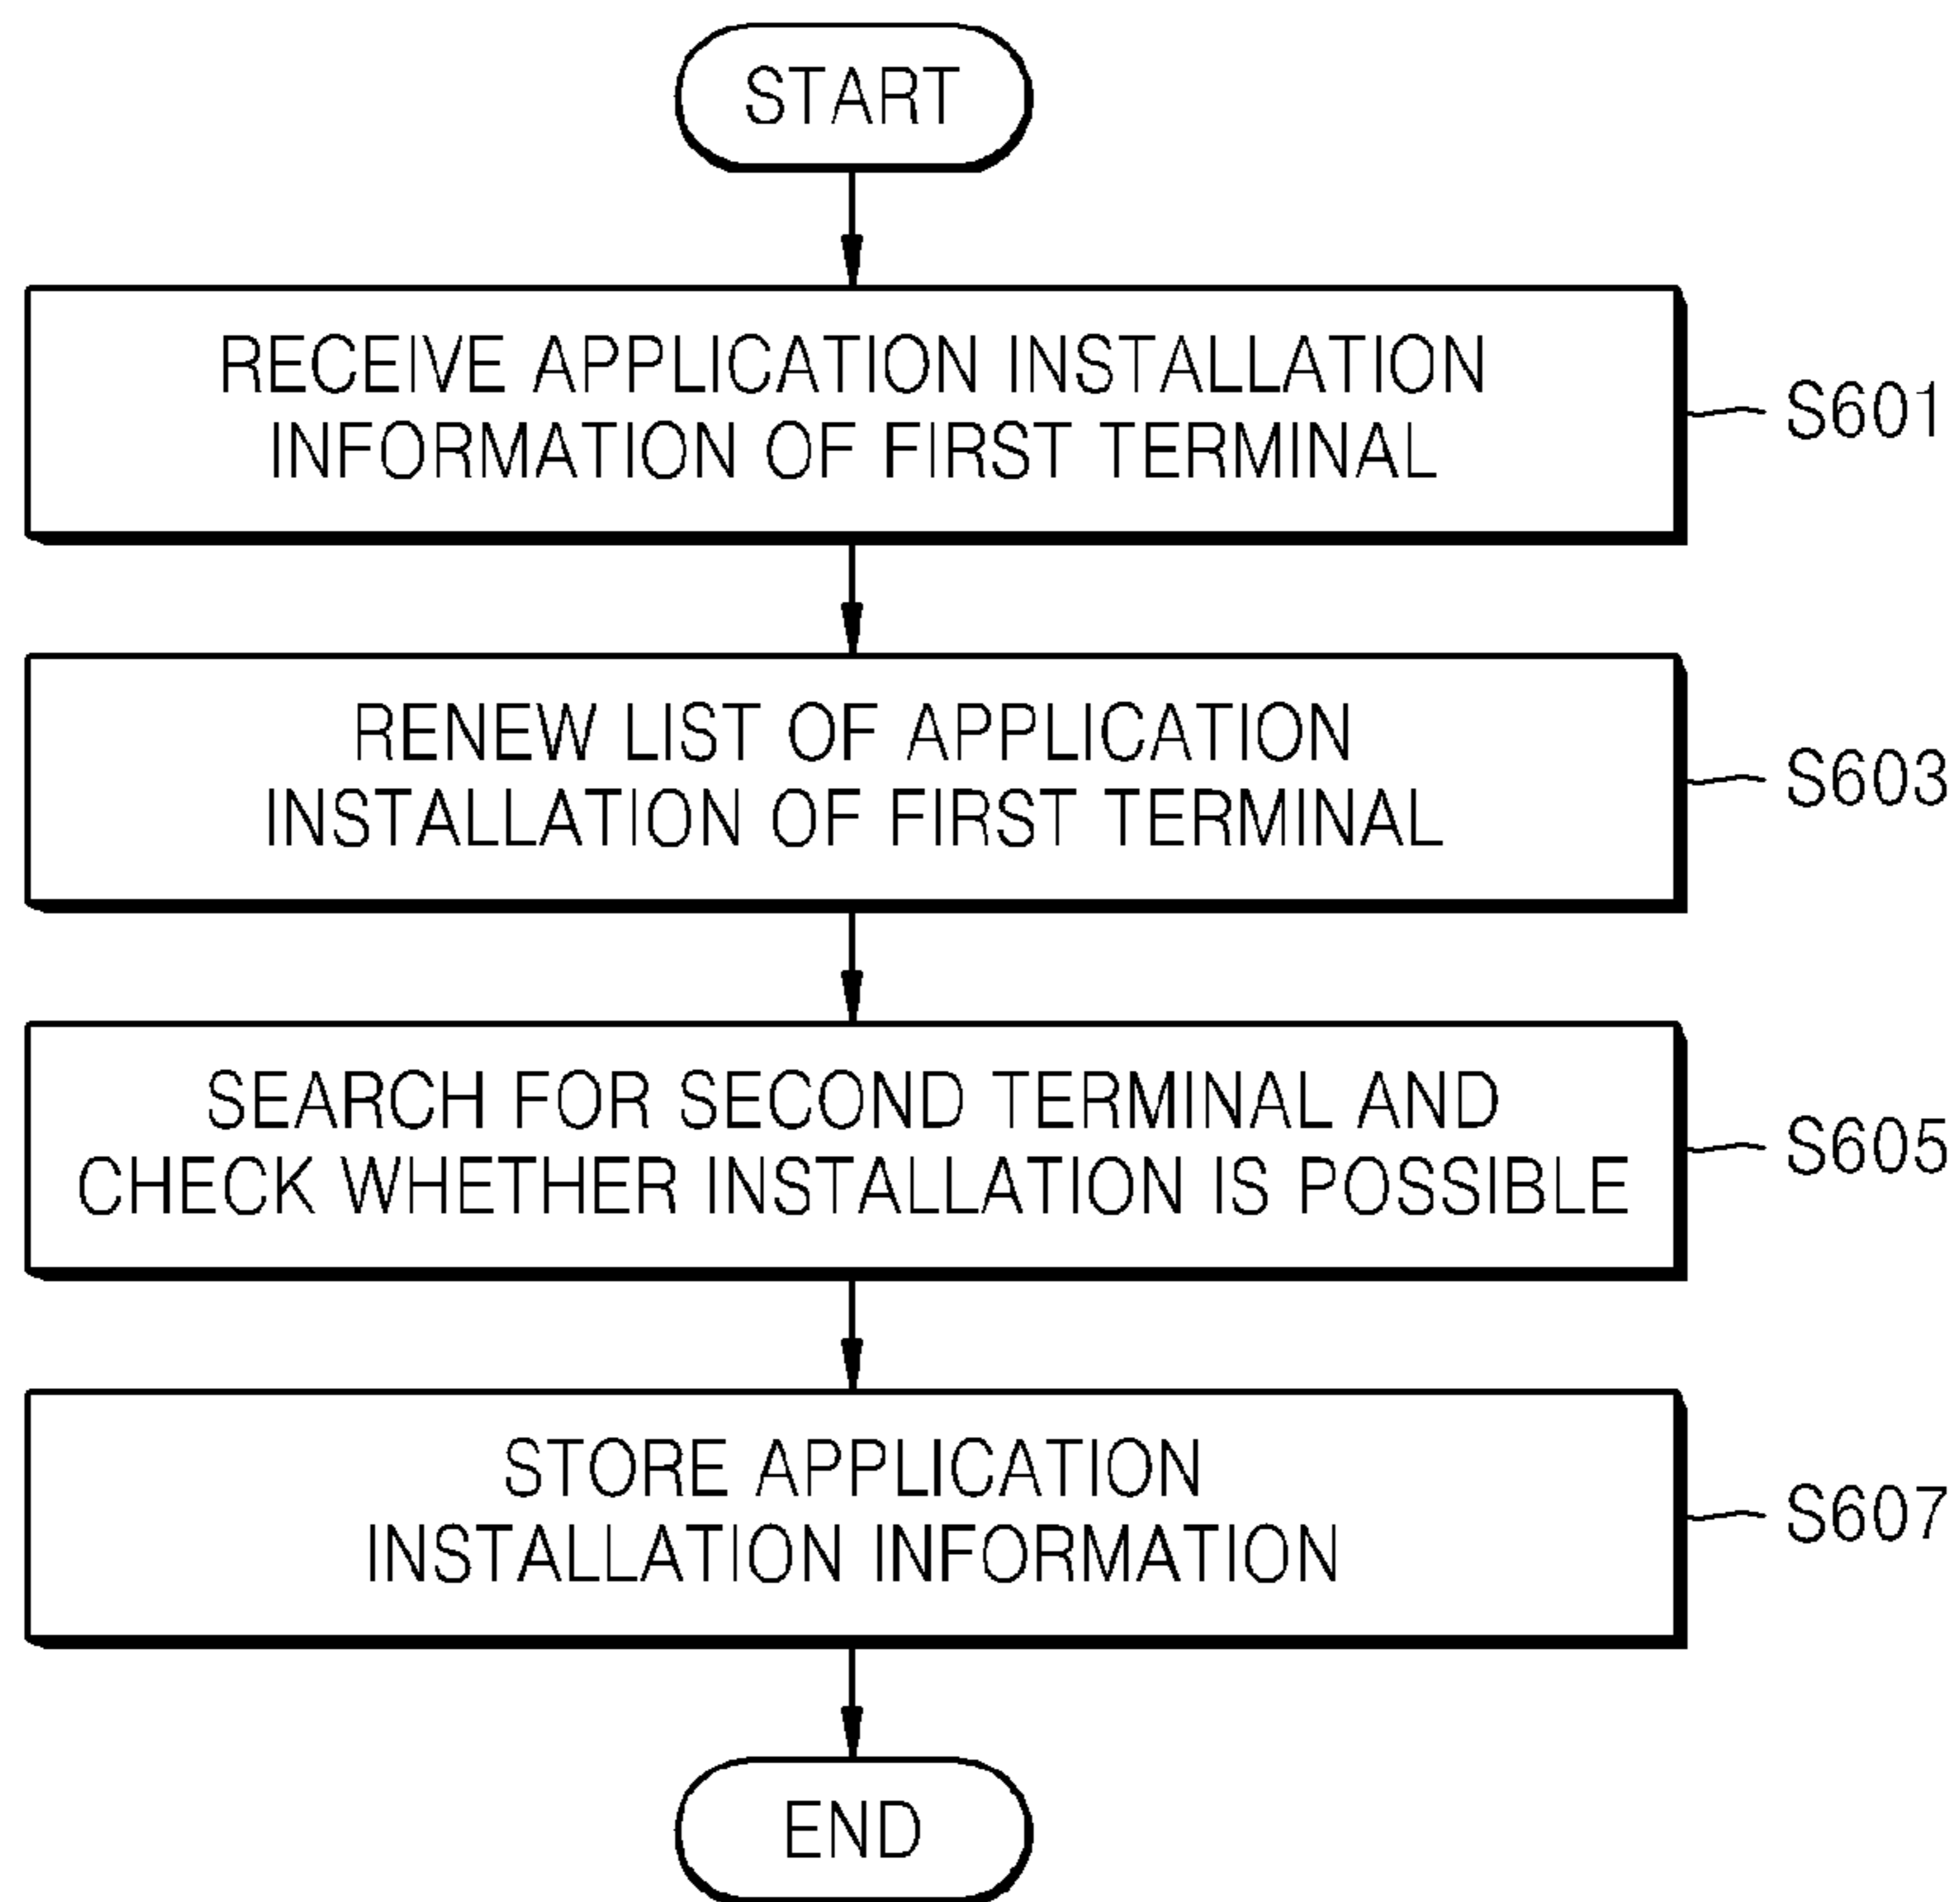 START
RECEIVE APPLICATION INSTALLATION
INFORMATION OF FIRST TERMINAL
S601
RENEW LIST OF APPLICATION
INSTALLATION OF FIRST TERMINAL
S603
SEARCH FOR SECOND TERMINAL AND
CHECK WHETHER INSTALLATION IS POSSIBLE
S605
STORE APPLICATION
INSTALLATION INFORMATION
S607
END